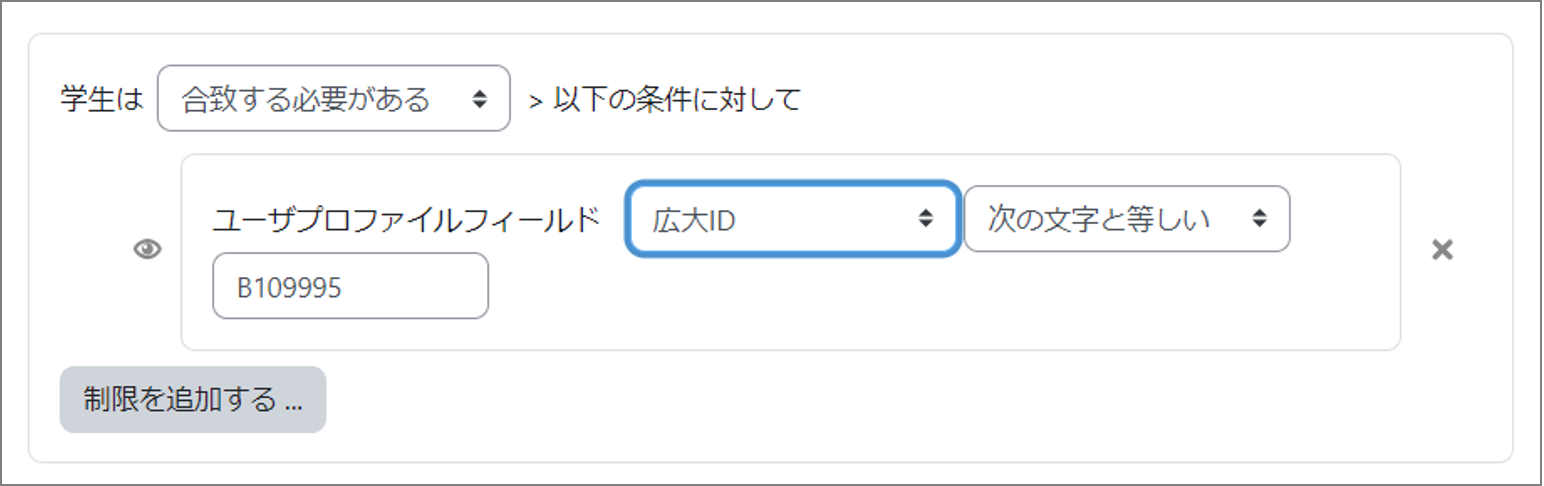 学生は 合致する必要がある > 以下の条件に対して
ユーザプロファイルフィールド 広大ID 次の文字と等しい
B109995
制限を追加する ...